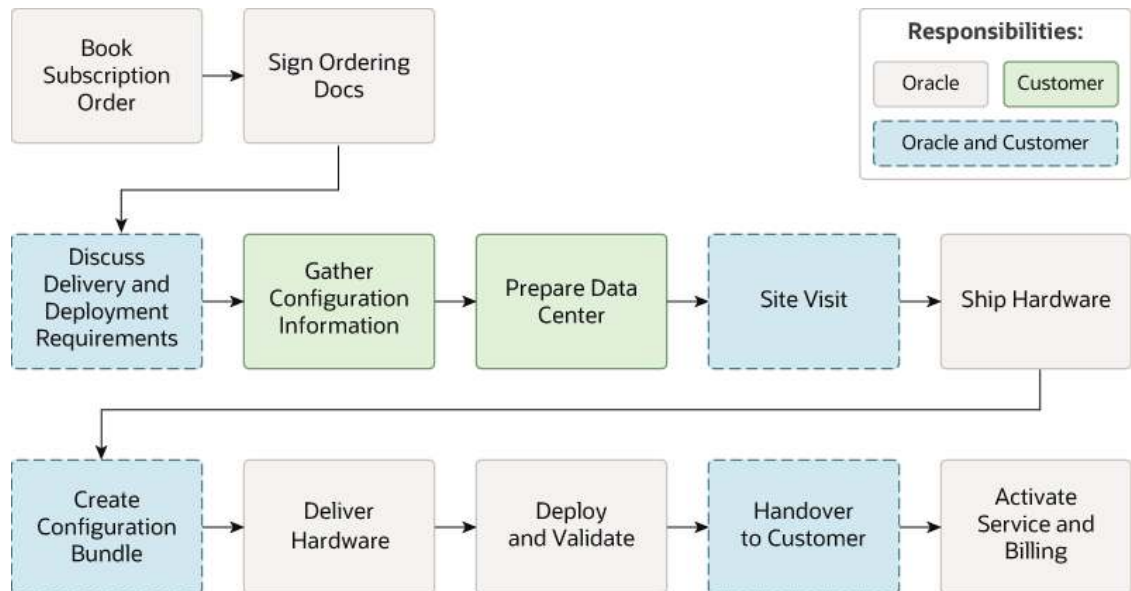 Book
Subscription
Order
Sign Ordering
Docs
Responsibilities:
Oracle
Customer
Oracle and Customer
Discuss
Delivery and
Deployment
Requirements
Gather
Configuration
Information
Prepare Data
Center
Site Visit
Ship Hardware
Create
Configuration
Bundle
Deliver
Hardware
Deploy
and Validate
Handover
to Customer
Activate
Service and
Billing